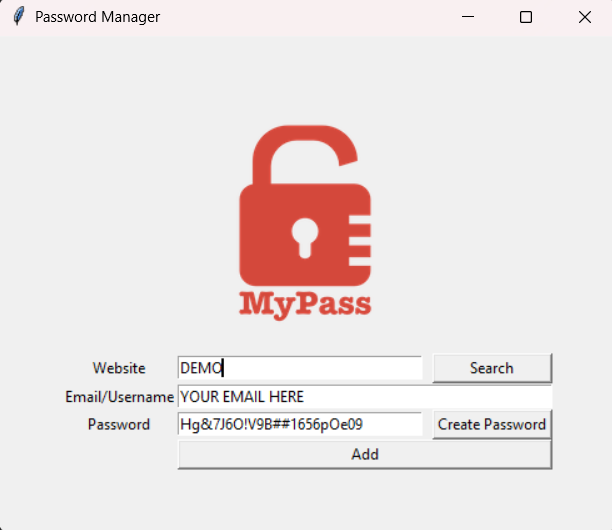 Password Manager
MyPass
Website DEMO Search
Email/Username YOUR EMAIL HERE
Password Hg&7J6O!V9B##1656pOe09 Create Password
Add